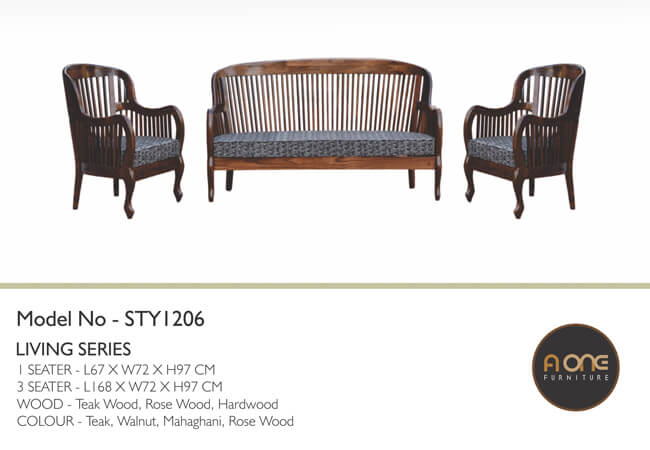 Model No - STY1206
LIVING SERIES
1 SEATER - L67 X W72 X H97 CM
3 SEATER - L168 X W72 X H97 CM
WOOD - Teak Wood, Rose Wood, Hardwood
COLOUR - Teak, Walnut, Mahaghani, Rose Wood
A ONE
FURNITURE